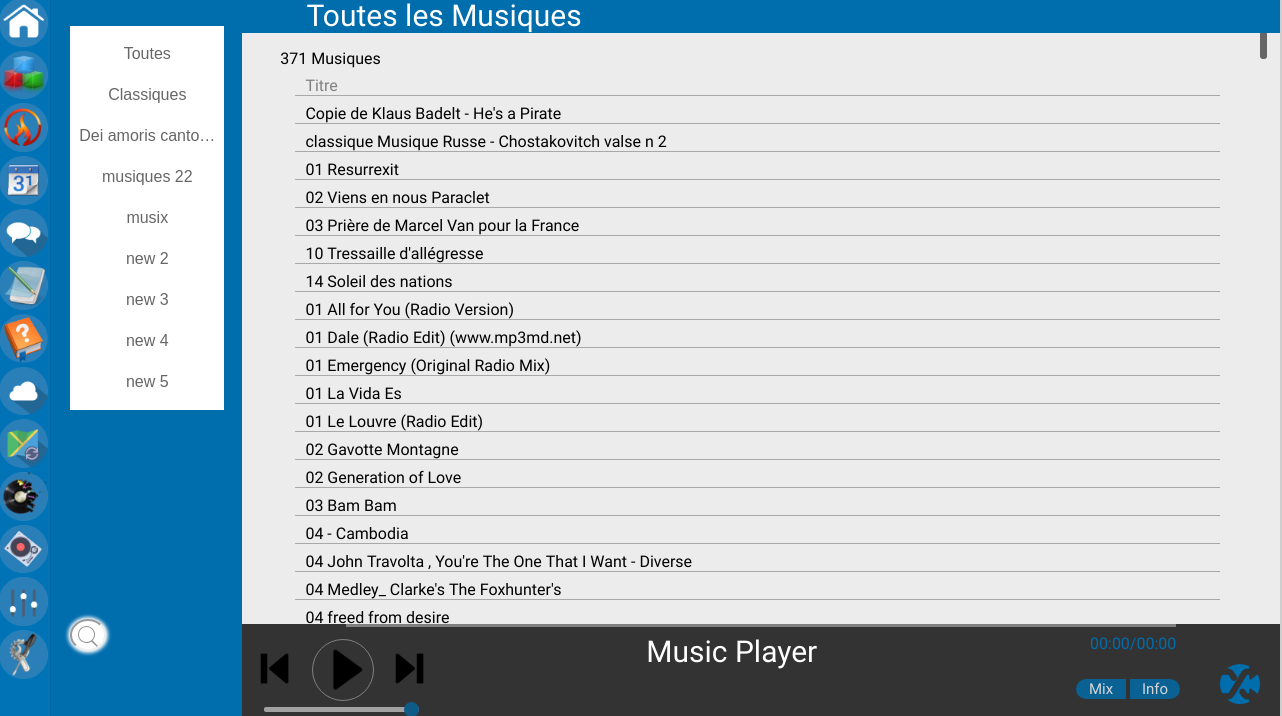 Toutes les Musiques
Toutes
Classiques
Dei amoris canto…
musiques 22
musix
new 2
new 3
new 4
new 5
31
?
371 Musiques
Titre
Copie de Klaus Badelt - He's a Pirate
classique Musique Russe - Chostakovitch valse n 2
01 Resurrexit
02 Viens en nous Paraclet
03 Prière de Marcel Van pour la France
10 Tressaille d'allégresse
14 Soleil des nations
01 All for You (Radio Version)
01 Dale (Radio Edit) (www.mp3md.net)
01 Emergency (Original Radio Mix)
01 La Vida Es
01 Le Louvre (Radio Edit)
02 Gavotte Montagne
02 Generation of Love
03 Bam Bam
04 - Cambodia
04 John Travolta , You're The One That I Want - Diverse
04 Medley_ Clarke's The Foxhunter's
04 freed from desire
Music Player
00:00/00:00
Mix
Info